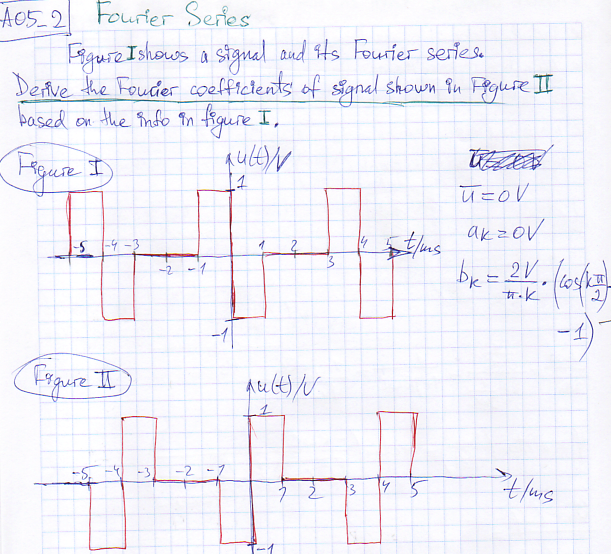 A05_2 Fourier Series
Figure I shows a signal and its Fourier series.
Derive the Fourier coefficients of signal shown in Figure II
based on the info in figure I.
Figure I
u(t)/V
1
-5 -4 -3 -2 -1 1 2 3 4 5 t/ms
-1
ū=0V
ak=0V
bk = 2V/π·k · (cos(k π/2)
-1)
Figure II
u(t)/V
1
-5 -4 -3 -2 -1 1 2 3 4 5
t/ms
-1